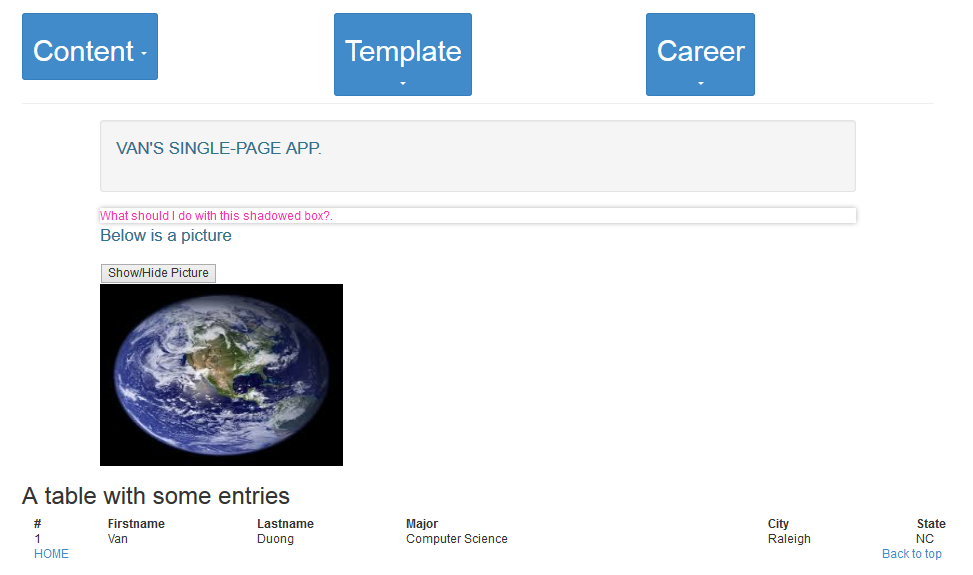 Content Template Career
VAN'S SINGLE-PAGE APP.
What should I do with this shadowed box?.
Below is a picture
Show/Hide Picture
A table with some entries
# Firstname Lastname Major City State
1 Van Duong Computer Science Raleigh NC
HOME Back to top